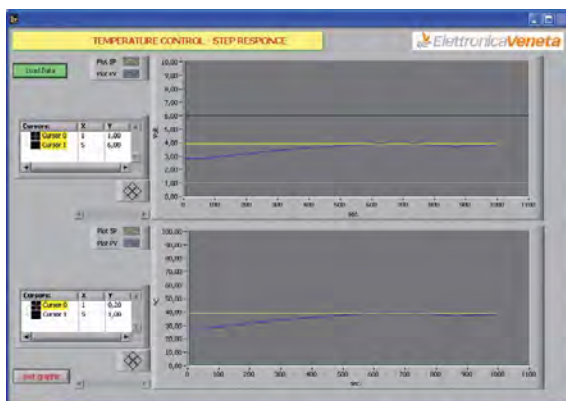 TEMPERATURE CONTROL - STEP RESPONCE
ElettronicaVeneta
Load Data
Plot SP
Plot PV
Cursors: X Y
Cursor 0 1 1,00
Cursor 1 5 6,00
Volt
10,00
9,00
8,00
7,00
6,00
5,00
4,00
3,00
2,00
1,00
0,00
0 100 200 300 400 500 600 700 800 900 1000 1100
sec.
Plot SP
Plot PV
Cursors: X Y
Cursor 0 1 0,20
Cursor 1 5 1,00
100,00
90,00
80,00
70,00
60,00
50,00
40,00
30,00
20,00
10,00
0,00
0 100 200 300 400 500 600 700 800 900 1000 1100
sec.